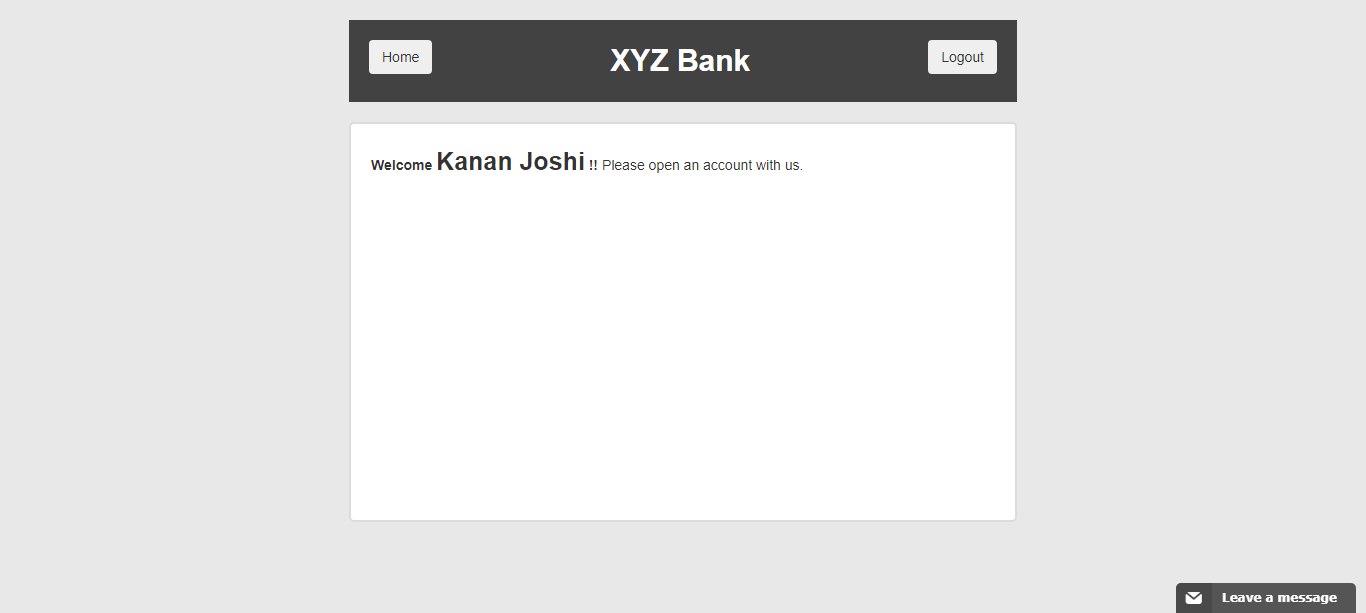 Home
XYZ Bank
Logout
Welcome Kanan Joshi !! Please open an account with us.
Leave a message